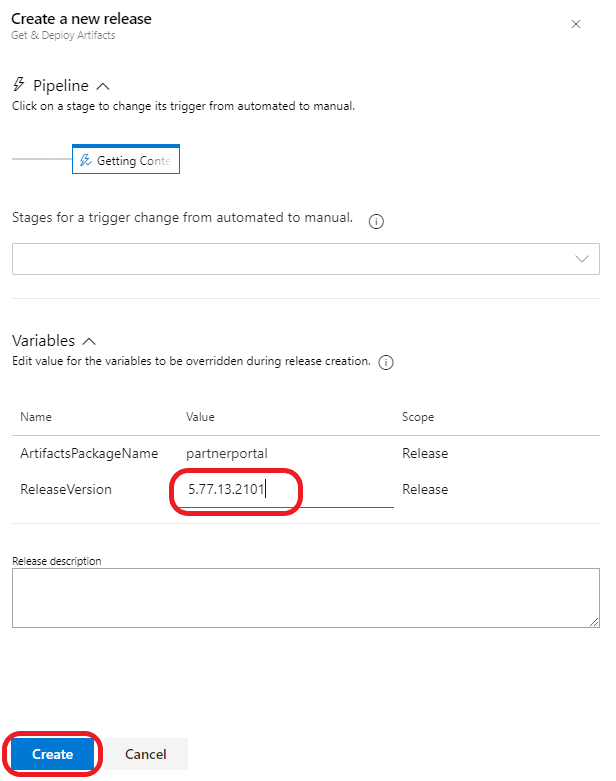 Create a new release
Get & Deploy Artifacts
Pipeline
Click on a stage to change its trigger from automated to manual.
Getting Conte
Stages for a trigger change from automated to manual.
Variables
Edit value for the variables to be overridden during release creation.
Name Value Scope
ArtifactsPackageName partnerportal Release
ReleaseVersion 5.77.13.2101 Release
Release description
Create Cancel